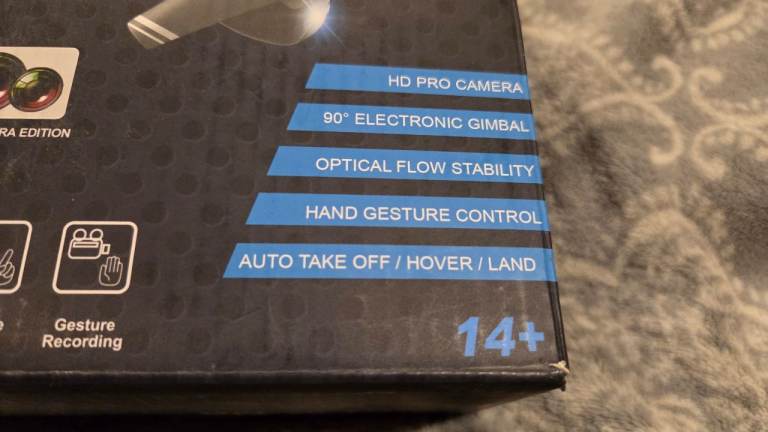 HD PRO CAMERA
90° ELECTRONIC GIMBAL
RA EDITION
OPTICAL FLOW STABILITY
HAND GESTURE CONTROL
AUTO TAKE OFF / HOVER / LAND
e
Gesture
Recording
14+